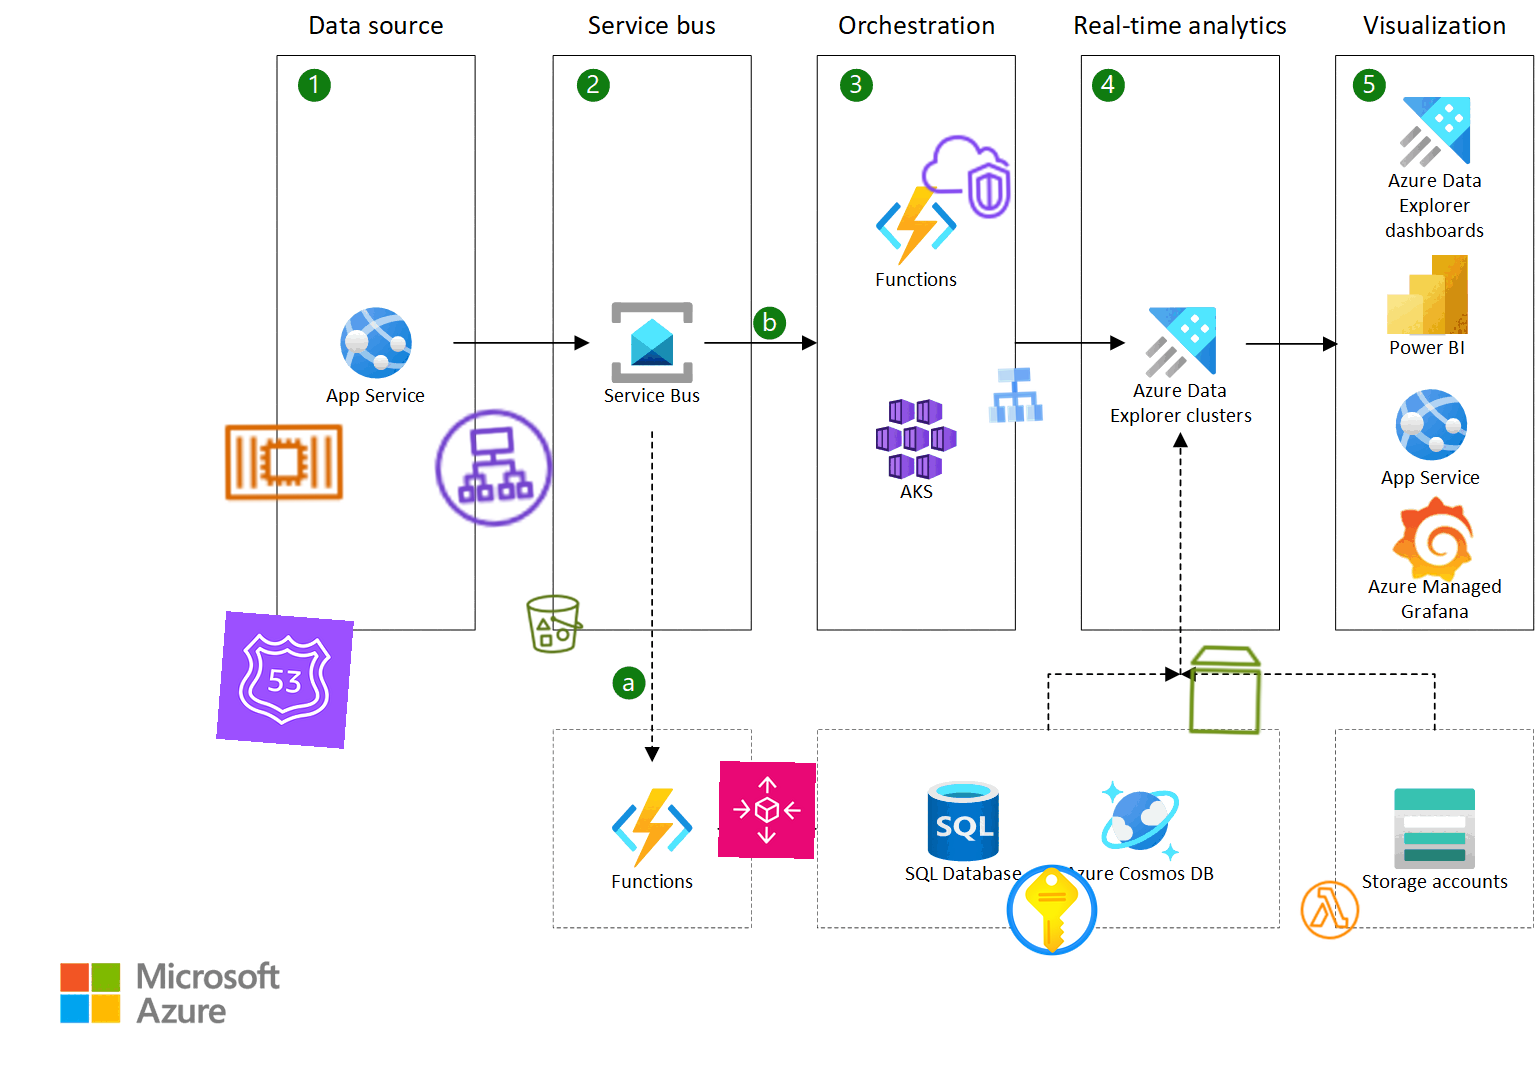 Data source
Service bus
Orchestration
Real-time analytics
Visualization
1
2
3
4
5
Azure Data
Explorer
dashboards
Functions
b
Power BI
App Service
Service Bus
Azure Data
Explorer clusters
App Service
AKS
Azure Managed
Grafana
53
a
SQL
Functions
SQL Database
Azure Cosmos DB
Storage accounts
Microsoft
Azure